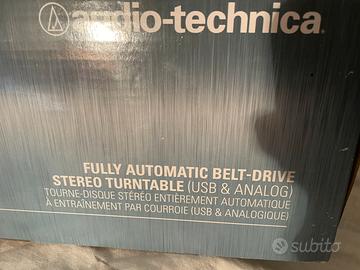 audio-technica
FULLY AUTOMATIC BELT-DRIVE
STEREO TURNTABLE (USB & ANALOG)
TOURNE-DISQUE STÉRÉO ENTIÈREMENT AUTOMATIQUE
À ENTRAÎNEMENT PAR COURROIE (USB & ANALOGIQUE)
subito